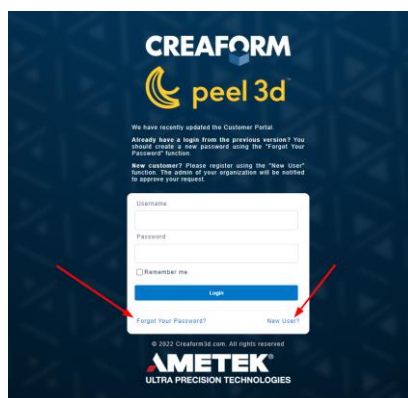 CREAFORM
peel 3d
We have recently updated the Customer Portal.
Already have a login from the previous version? You
should create a new password using the "Forgot Your
Password" function.
New customer? Please register using the "New User"
function. The admin of your organization will be notified
to approve your request.
Username
Password
Remember me
Login
Forgot Your Password?
New User?
© 2022 Creaform3d.com. All rights reserved
AMETEK®
ULTRA PRECISION TECHNOLOGIES